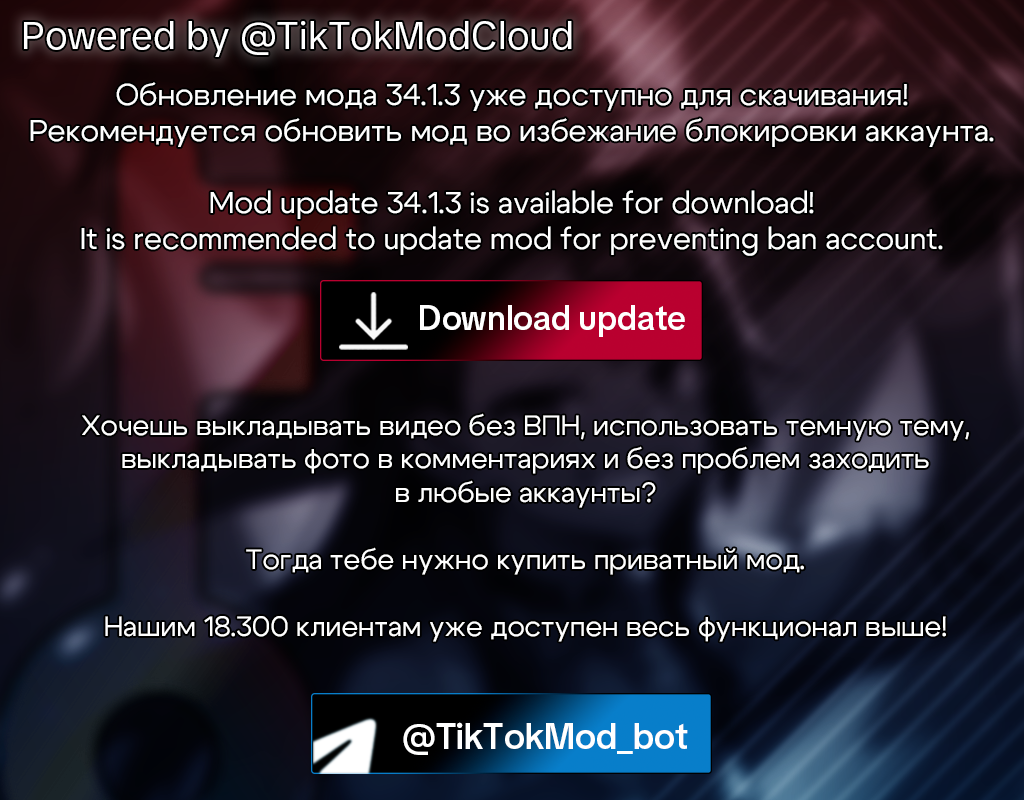 Powered by @TikTokModCloud
Обновление мода 34.1.3 уже доступно для скачивания!
Рекомендуется обновить мод во избежание блокировки аккаунта.
Mod update 34.1.3 is available for download!
It is recommended to update mod for preventing ban account.
Download update
Хочешь выкладывать видео без ВПН, использовать темную тему,
выкладывать фото в комментариях и без проблем заходить
в любые аккаунты?
Тогда тебе нужно купить приватный мод.
Нашим 18.300 клиентам уже доступен весь функционал выше!
@TikTokMod_bot